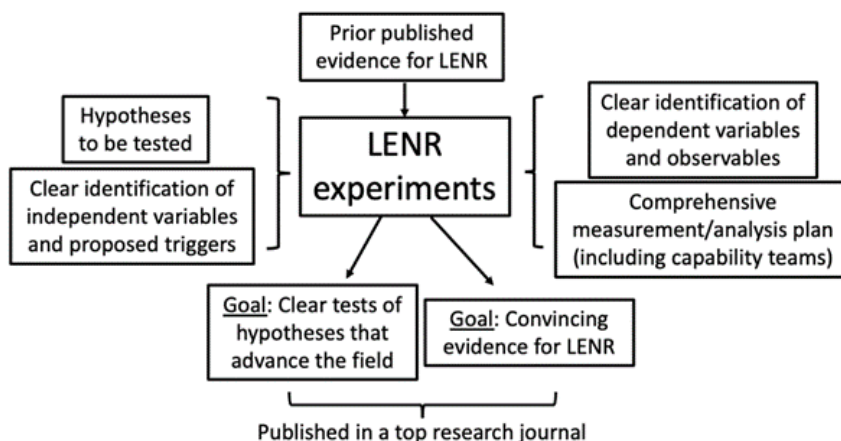 Prior published
evidence for LENR
Hypotheses
to be tested
Clear identification of
independent variables
and proposed triggers
LENR
experiments
Clear identification of
dependent variables
and observables
Comprehensive
measurement/analysis plan
(including capability teams)
Goal: Clear tests of
hypotheses that
advance the field
Goal: Convincing
evidence for LENR
Published in a top research journal